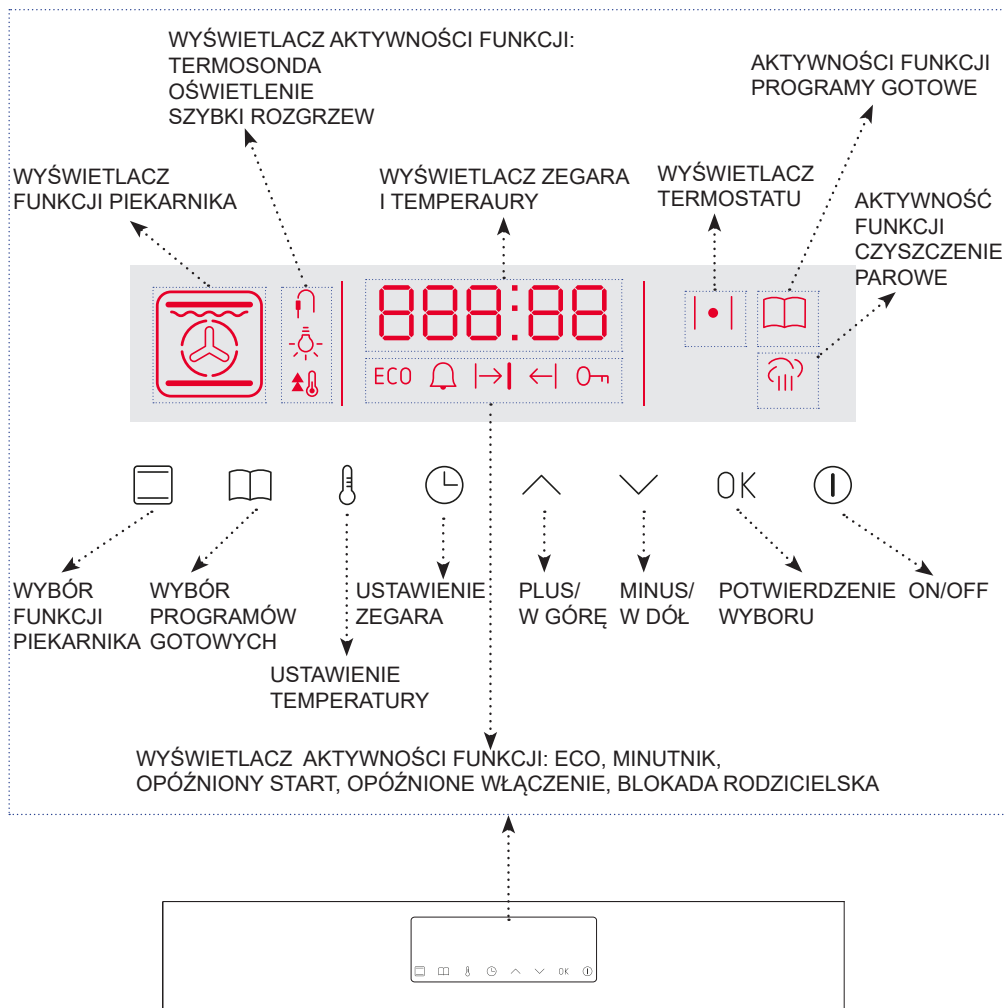 WYŚWIETLACZ AKTYWNOŚCI FUNKCJI:
TERMOSONDA
OŚWIETLENIE
SZYBKI ROZGRZEW
AKTYWNOŚCI FUNKCJI
PROGRAMY GOTOWE
WYŚWIETLACZ
FUNKCJI PIEKARNIKA
WYŚWIETLACZ ZEGARA
I TEMPERAURY
WYŚWIETLACZ
TERMOSTATU
AKTYWNOŚĆ
FUNKCJI
CZYSZCZENIE
PAROWE
888:88
ECO
OK
WYBÓR
FUNKCJI
PIEKARNIKA
WYBÓR
PROGRAMÓW
GOTOWYCH
USTAWIENIE
TEMPERATURY
USTAWIENIE
ZEGARA
PLUS/
W GÓRĘ
MINUS/
W DÓŁ
POTWIERDZENIE
WYBORU
ON/OFF
WYŚWIETLACZ AKTYWNOŚCI FUNKCJI: ECO, MINUTNIK,
OPÓŹNIONY START, OPÓŹNIONE WŁĄCZENIE, BLOKADA RODZICIELSKA
OK